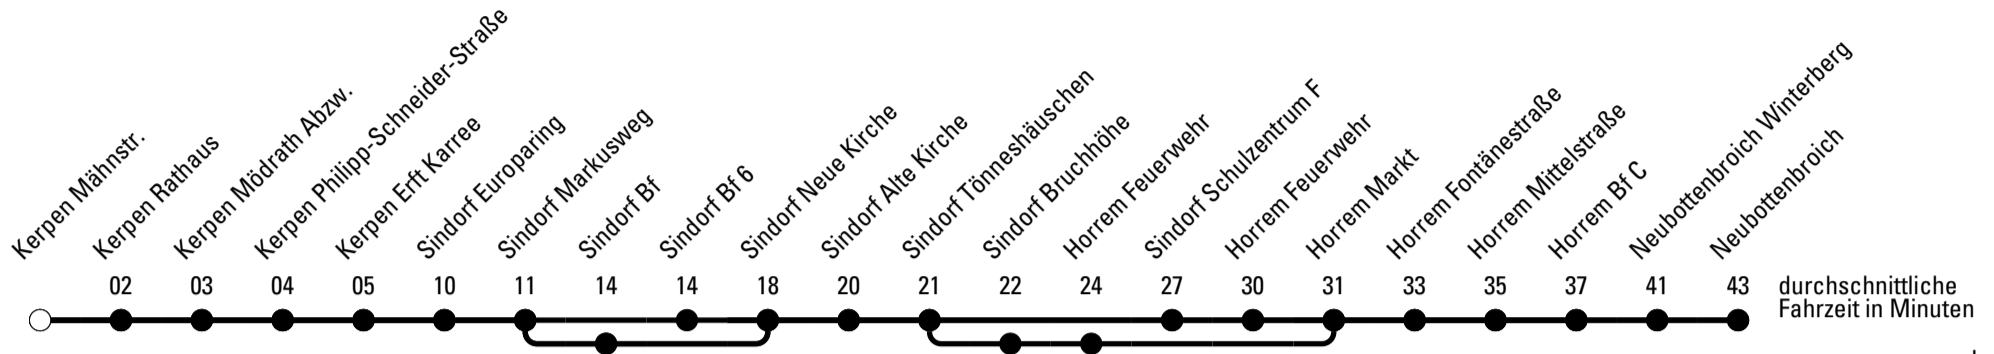 Kerpen Mähnstr.
Kerpen Rathaus
Kerpen Mödrath Abzw.
Kerpen Philipp-Schneider-Straße
Kerpen Erft Karree
Sindorf Europaring
Sindorf Markusweg
Sindorf Bf
Sindorf Bf 6
Sindorf Neue Kirche
Sindorf Alte Kirche
Sindorf Tönneshäuschen
Sindorf Bruchhöhe
Horrem Feuerwehr
Sindorf Schulzentrum F
Horrem Feuerwehr
Horrem Markt
Horrem Fontänestraße
Horrem Mittelstraße
Horrem Bf C
Neubottenbroich Winterberg
Neubottenbroich
02 03 04 05 10 11 14 14 18 20 21 22 24 27 30 31 33 35 37 41 43
durchschnittliche
Fahrzeit in Minuten